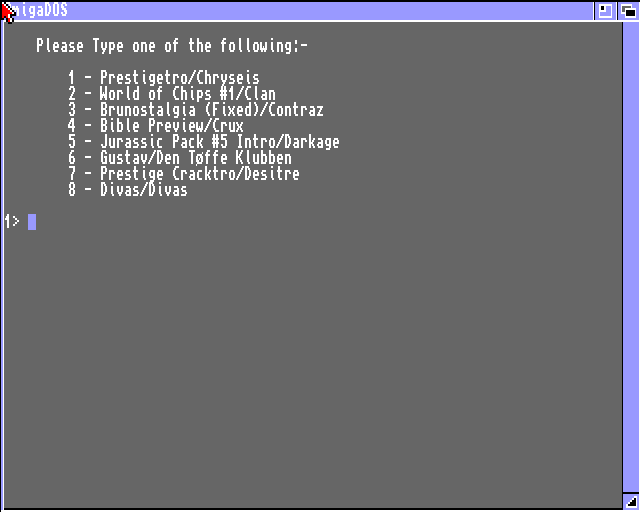 migaDOS
Please Type one of the following:-
1 - Prestigetro/Chryseis
2 - World of Chips #1/Clan
3 - Brunostalgia (Fixed)/Contraz
4 - Bible Preview/Crux
5 - Jurassic Pack #5 Intro/Darkage
6 - Gustav/Den Tøffe Klubben
7 - Prestige Cracktro/Desitre
8 - Divas/Divas
1>